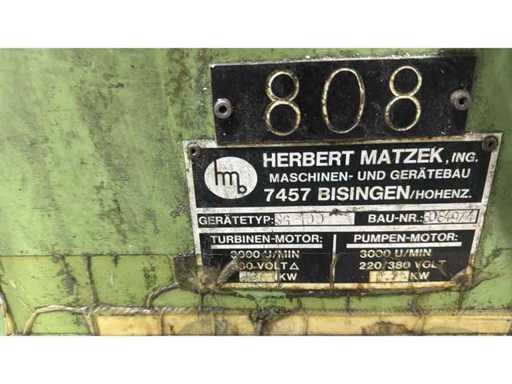 808
hm
HERBERT MATZEK, ING.
MASCHINEN- UND GERÄTEBAU
7457 BISINGEN/HOHENZ.
GERÄTETYP: BAU-NR.:
TURBINEN-MOTOR: PUMPEN-MOTOR:
3000 U/MIN 3000 U/MIN
VOLT Δ 220/380 VOLT
KW KW